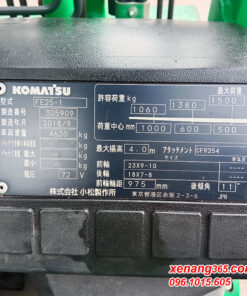 KOMATSU
型式 FE25-1
製造番号 305909
製造年月 2018/9
車両重量 4630 kg
電圧 72 V
最大荷重
許容荷重 kg 1060 1380 1500
荷重中心 mm 1000 600 500
最大揚高 4.0 m アタッチメント CFR254
前輪 23X9-10
後輪 18X7-8
前輪輪距 975 mm 後傾角 11
株式会社 小松製作所
東京都港区赤坂2-3-6
JPN
xenang365.com
096.1015.605